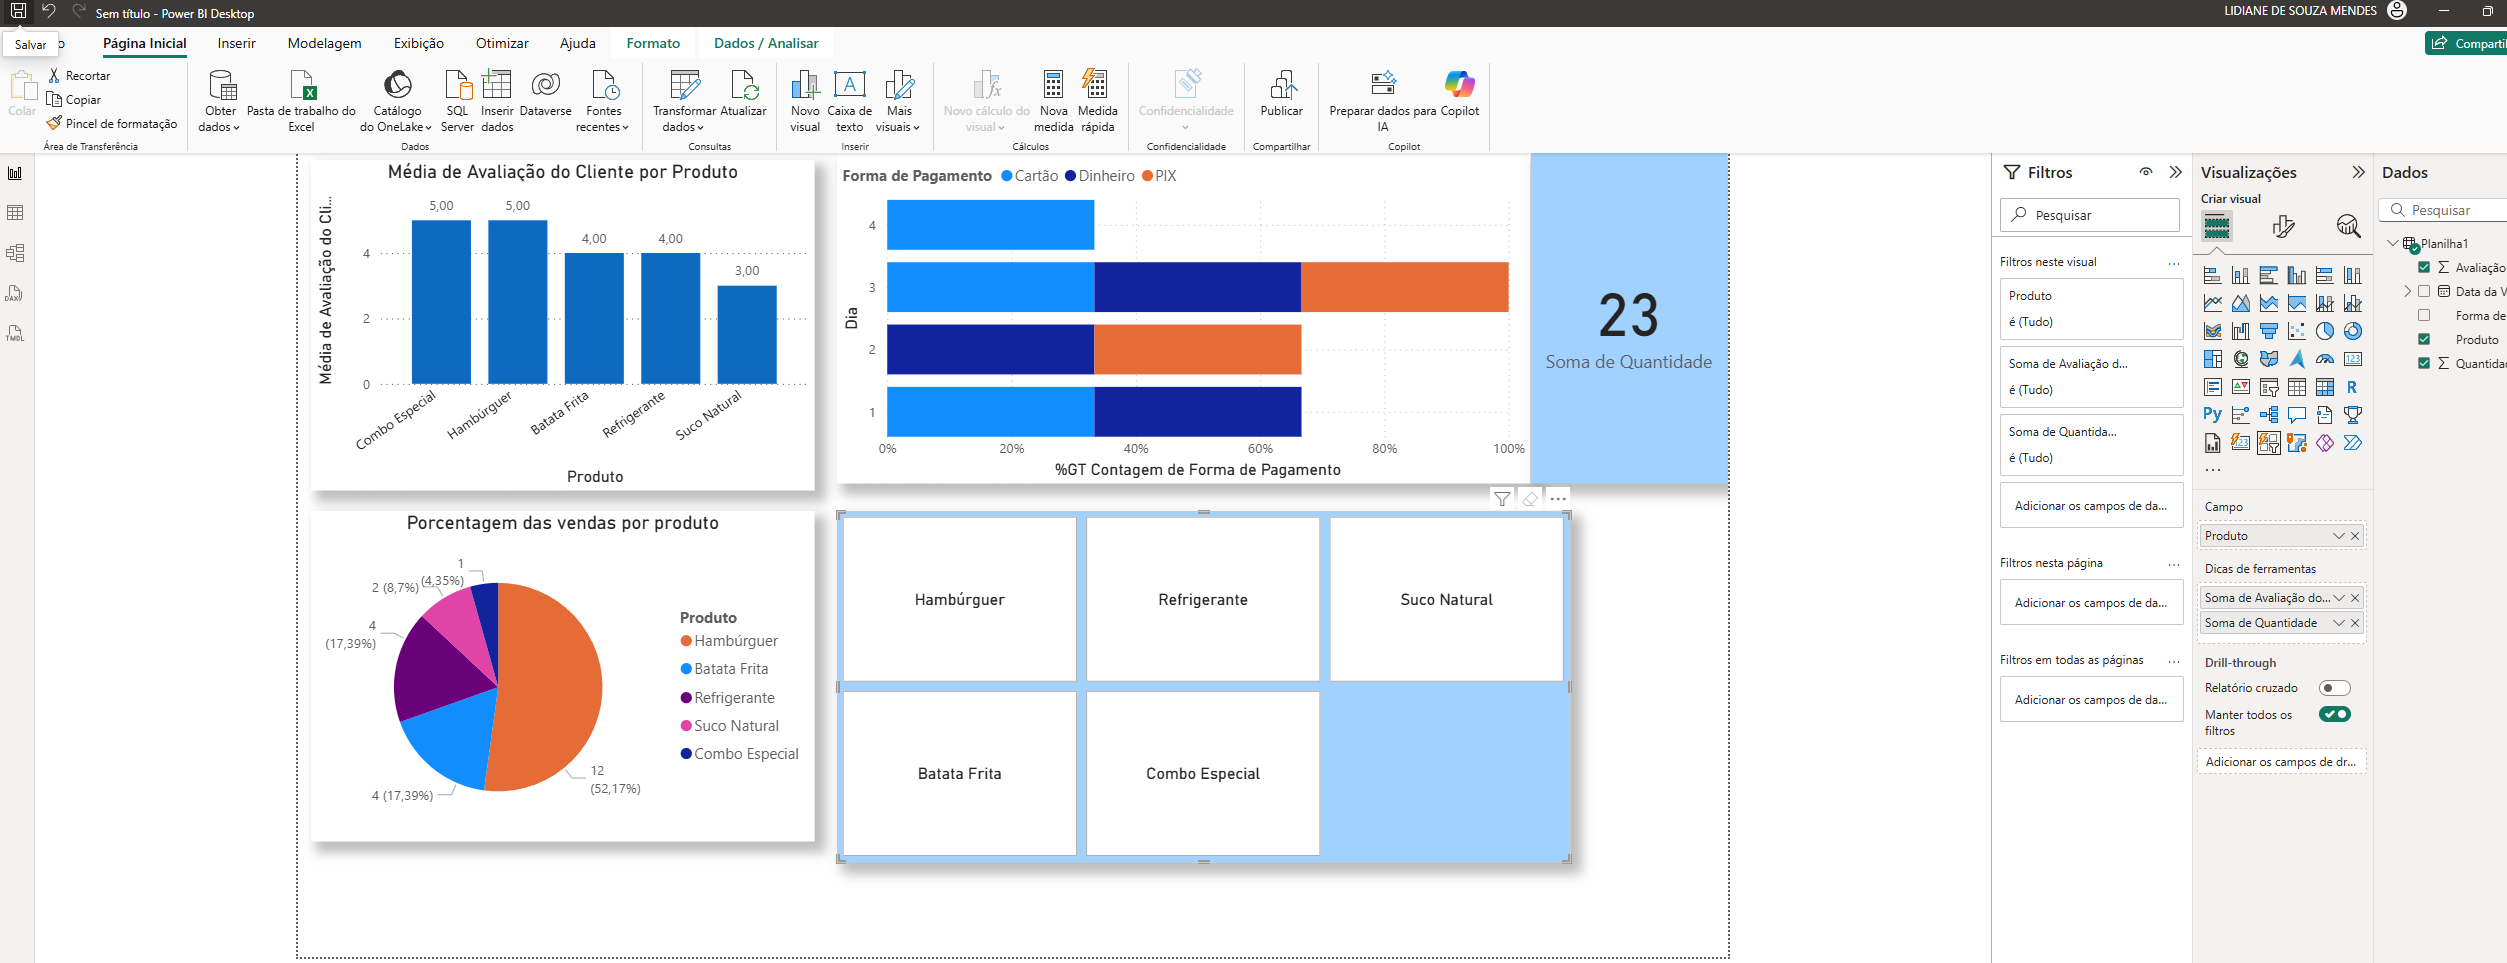 Sem título - Power BI Desktop
LIDIANE DE SOUZA MENDES
Salvar
Página Inicial
Inserir
Modelagem
Exibição
Otimizar
Ajuda
Formato
Dados / Analisar
Compartil
Colar
Recortar
Copiar
Pincel de formatação
Área de Transferência
Obter dados
Pasta de trabalho do Excel
Catálogo do OneLake
SQL Server
Inserir dados
Dataverse
Fontes recentes
Dados
Transformar dados
Atualizar
Consultas
Novo visual
Caixa de texto
Mais visuais
Inserir
Novo cálculo do visual
Nova medida
Medida rápida
Cálculos
Confidencialidade
Confidencialidade
Publicar
Compartilhar
Preparar dados para IA
Copilot
Copilot
DAX
TMDL
Média de Avaliação do Cliente por Produto
Média de Avaliação do Cli...
5,00
5,00
4,00
4,00
3,00
4
2
0
Combo Especial
Hambúrguer
Batata Frita
Refrigerante
Suco Natural
Produto
Forma de Pagamento
Cartão
Dinheiro
PIX
Dia
4
3
2
1
0%
20%
40%
60%
80%
100%
%GT Contagem de Forma de Pagamento
23
Soma de Quantidade
Porcentagem das vendas por produto
1
(4,35%)
2 (8,7%)
4
(17,39%)
4 (17,39%)
12
(52,17%)
Produto
Hambúrguer
Batata Frita
Refrigerante
Suco Natural
Combo Especial
Hambúrguer
Refrigerante
Suco Natural
Batata Frita
Combo Especial
Filtros
Pesquisar
Filtros neste visual
Produto
é (Tudo)
Soma de Avaliação d...
é (Tudo)
Soma de Quantida...
é (Tudo)
Adicionar os campos de da...
Filtros nesta página
Adicionar os campos de da...
Filtros em todas as páginas
Adicionar os campos de da...
Visualizações
Criar visual
123
R
Py
123
Campo
Produto
Dicas de ferramentas
Soma de Avaliação do...
Soma de Quantidade
Drill-through
Relatório cruzado
Manter todos os
filtros
Adicionar os campos de dr...
Dados
Pesquisar
Planilha1
Avaliação
Data da V
Forma de
Produto
Quantidad